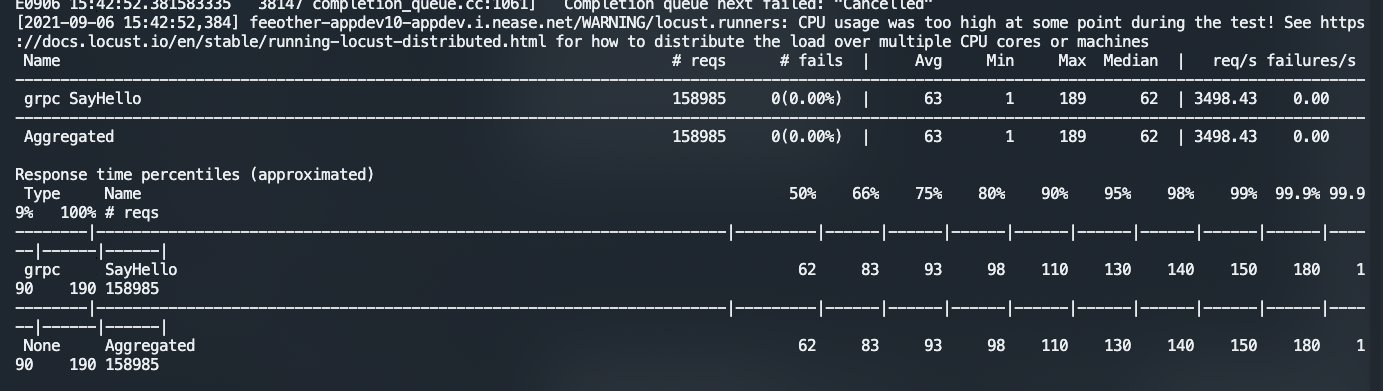 E0906 15:42:52.381583335   38147 completion_queue.cc:1061]   Completion queue next failed: "Cancelled"
[2021-09-06 15:42:52,384] feeother-appdev10-appdev.i.nease.net/WARNING/locust.runners: CPU usage was too high at some point during the test! See https
://docs.locust.io/en/stable/running-locust-distributed.html for how to distribute the load over multiple CPU cores or machines
Name # reqs # fails | Avg Min Max Median | req/s failures/s
grpc SayHello 158985 0(0.00%) | 63 1 189 62 | 3498.43 0.00
Aggregated 158985 0(0.00%) | 63 1 189 62 | 3498.43 0.00
Response time percentiles (approximated)
Type Name 50% 66% 75% 80% 90% 95% 98% 99% 99.9% 99.9
9% 100% # reqs
--------|------------------------------------------------------------|---------|------|------|------|------|------|------|------|------|----
--|------|------|
grpc SayHello 62 83 93 98 110 130 140 150 180 1
90 190 158985
--------|------------------------------------------------------------|---------|------|------|------|------|------|------|------|------|----
--|------|------|
None Aggregated 62 83 93 98 110 130 140 150 180 1
90 190 158985